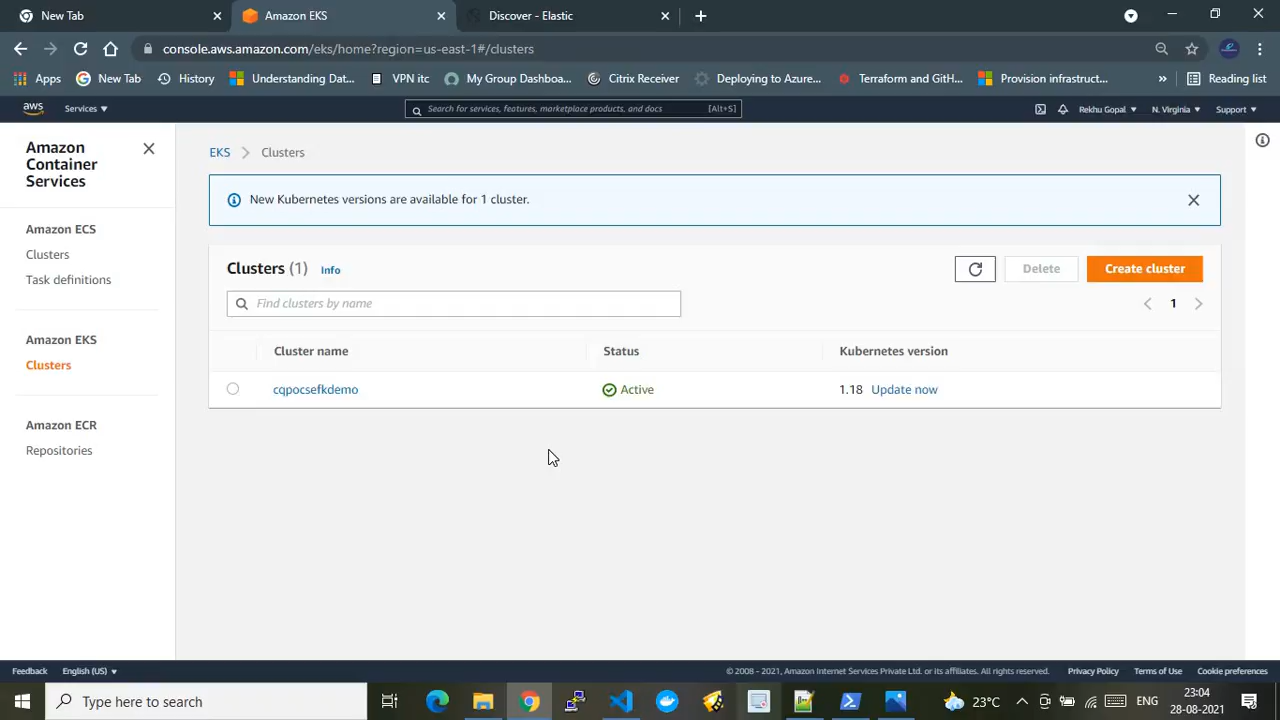 New Tab
Amazon EKS
Discover - Elastic
console.aws.amazon.com/eks/home?region=us-east-1#/clusters
Apps
New Tab
History
Understanding Dat...
VPN itc
My Group Dashboa...
Citrix Receiver
Deploying to Azure...
Terraform and GitH...
Provision infrastruct...
»
Reading list
aws
Services
Search for services, features, marketplace products, and docs
[Alt+S]
Rekhu Gopal
N. Virginia
Support
Amazon
Container
Services
Amazon ECS
Clusters
Task definitions
Amazon EKS
Clusters
Amazon ECR
Repositories
EKS > Clusters
New Kubernetes versions are available for 1 cluster.
Clusters (1) Info
Delete
Create cluster
Find clusters by name
1
Cluster name
Status
Kubernetes version
cqpocsefkdemo
Active
1.18 Update now
Feedback
English (US)
© 2008 - 2021, Amazon Internet Services Private Ltd. or its affiliates. All rights reserved.
Privacy Policy
Terms of Use
Cookie preferences
Type here to search
23°C
ENG
23:04
28-08-2021